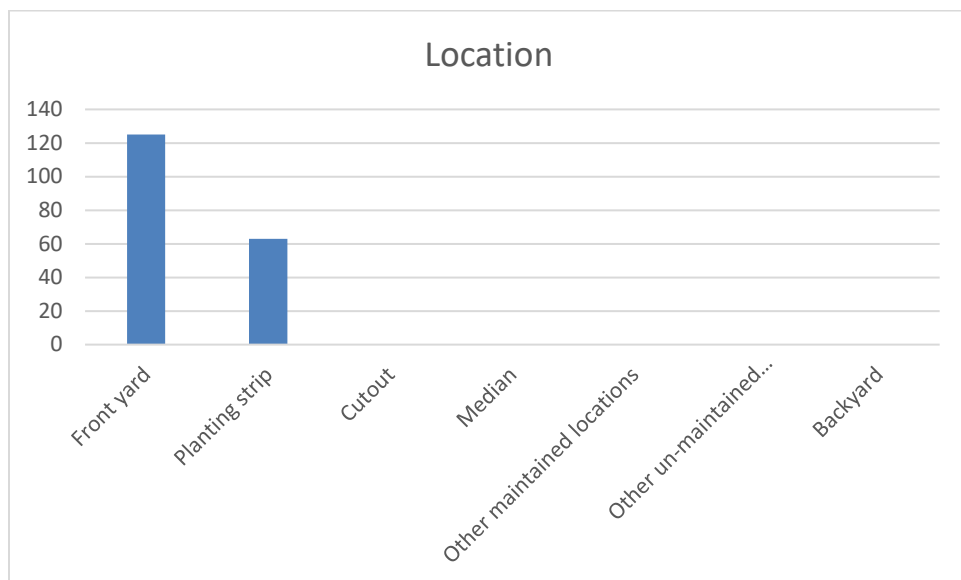 Location
140
120
100
80
60
40
20
0
Front yard
Planting strip
Cutout
Median
Other maintained locations
Other un-maintained…
Backyard